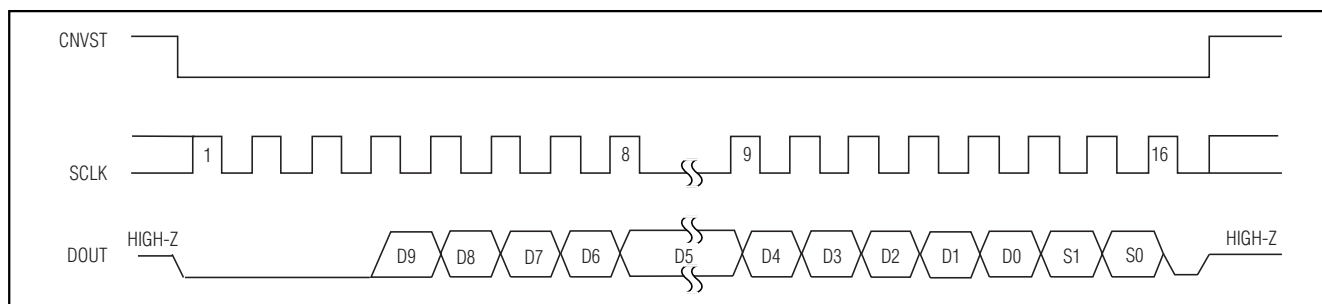 CNVST
SCLK 1 8 9 16
DOUT HIGH-Z D9 D8 D7 D6 D5 D4 D3 D2 D1 D0 S1 S0 HIGH-Z